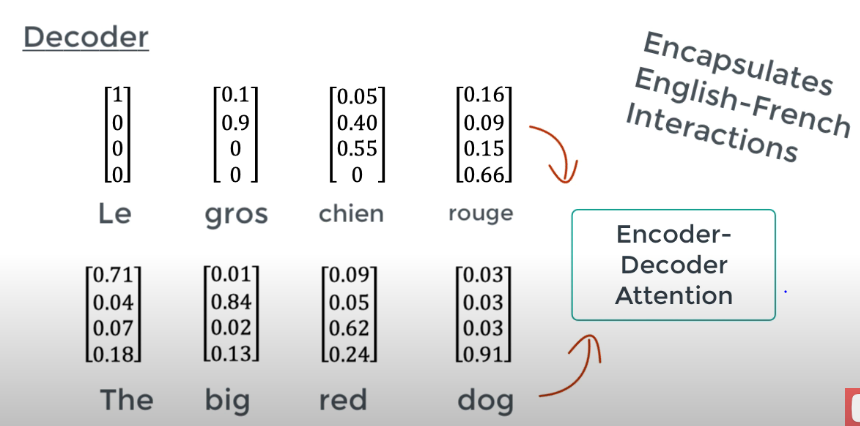 Decoder
Encapsulates
English-French
Interactions
[1] [0.1] [0.05] [0.16]
[0] [0.9] [0.40] [0.09]
[0] [0] [0.55] [0.15]
[0] [0] [0] [0.66]
Le gros chien rouge
Encoder-
Decoder
Attention
[0.71] [0.01] [0.09] [0.03]
[0.04] [0.84] [0.05] [0.03]
[0.07] [0.02] [0.62] [0.03]
[0.18] [0.13] [0.24] [0.91]
The big red dog